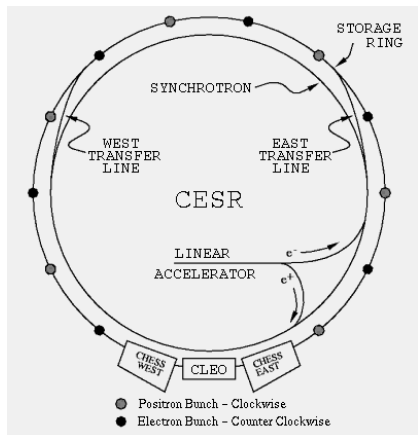 STORAGE
RING
SYNCHROTRON
WEST
TRANSFER
LINE
EAST
TRANSFER
LINE
CESR
LINEAR
ACCELERATOR
e-
e+
CHESS
WEST
CLEO
CHESS
EAST
Positron Bunch - Clockwise
Electron Bunch - Counter Clockwise